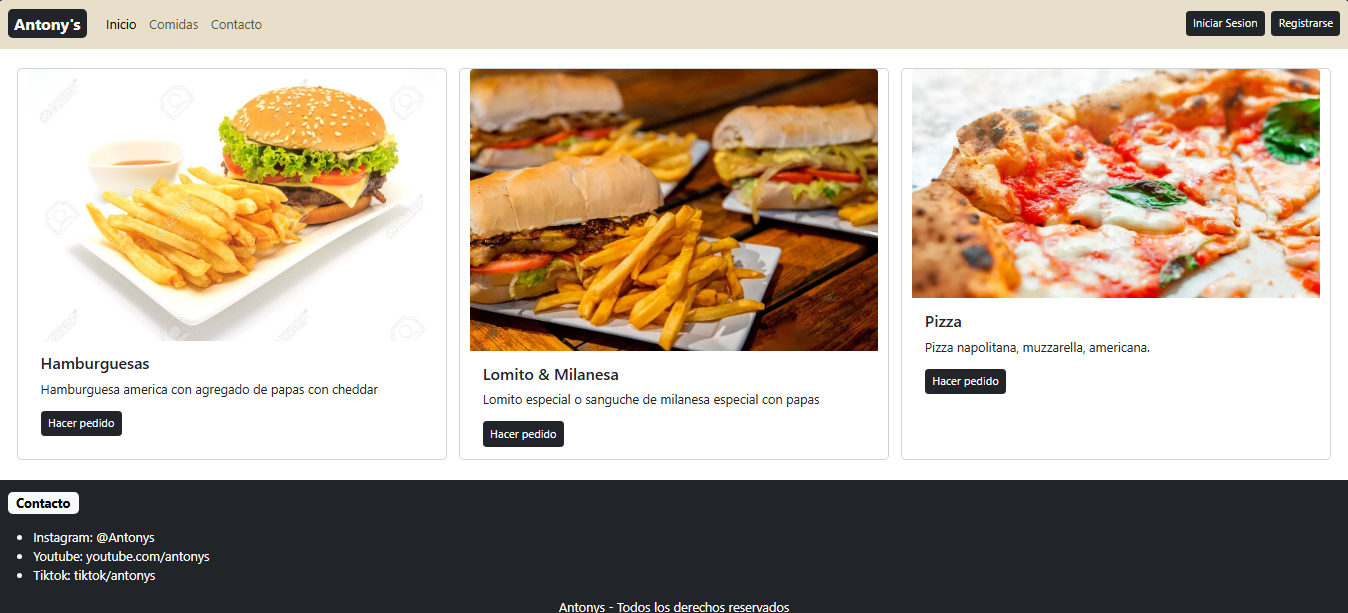 Antony's Inicio Comidas Contacto Iniciar Sesion Registrarse
Hamburguesas
Hamburguesa america con agregado de papas con cheddar
Hacer pedido
Lomito & Milanesa
Lomito especial o sanguche de milanesa especial con papas
Hacer pedido
Pizza
Pizza napolitana, muzzarella, americana.
Hacer pedido
Contacto
Instagram: @Antonys
Youtube: youtube.com/antonys
Tiktok: tiktok/antonys
Antonys - Todos los derechos reservados